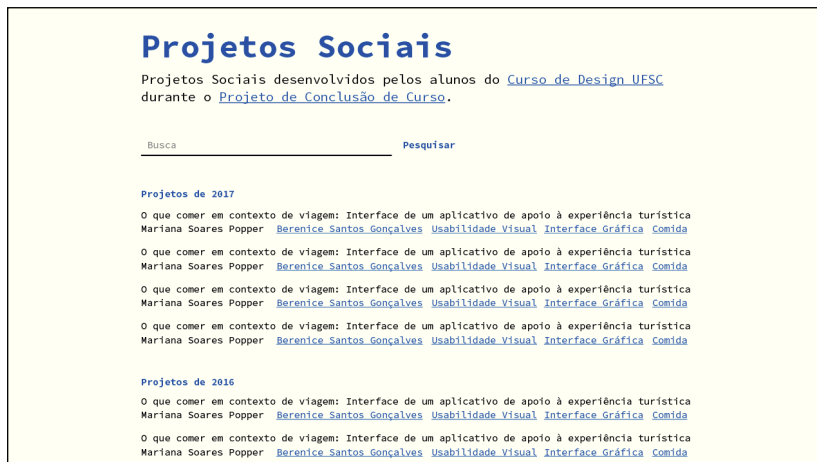 Projetos Sociais
Projetos Sociais desenvolvidos pelos alunos do Curso de Design UFSC
durante o Projeto de Conclusão de Curso.
Busca Pesquisar
Projetos de 2017
O que comer em contexto de viagem: Interface de um aplicativo de apoio à experiência turística
Mariana Soares Popper Berenice Santos Gonçalves Usabilidade Visual Interface Gráfica Comida
O que comer em contexto de viagem: Interface de um aplicativo de apoio à experiência turística
Mariana Soares Popper Berenice Santos Gonçalves Usabilidade Visual Interface Gráfica Comida
O que comer em contexto de viagem: Interface de um aplicativo de apoio à experiência turística
Mariana Soares Popper Berenice Santos Gonçalves Usabilidade Visual Interface Gráfica Comida
O que comer em contexto de viagem: Interface de um aplicativo de apoio à experiência turística
Mariana Soares Popper Berenice Santos Gonçalves Usabilidade Visual Interface Gráfica Comida
Projetos de 2016
O que comer em contexto de viagem: Interface de um aplicativo de apoio à experiência turística
Mariana Soares Popper Berenice Santos Gonçalves Usabilidade Visual Interface Gráfica Comida
O que comer em contexto de viagem: Interface de um aplicativo de apoio à experiência turística
Mariana Soares Popper Berenice Santos Gonçalves Usabilidade Visual Interface Gráfica Comida